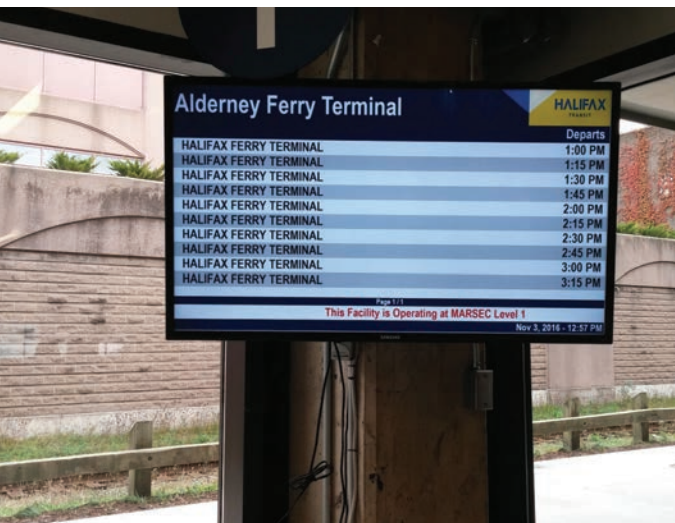 Alderney Ferry Terminal
HALIFAX
TRANSIT
Departs
HALIFAX FERRY TERMINAL 1:00 PM
HALIFAX FERRY TERMINAL 1:15 PM
HALIFAX FERRY TERMINAL 1:30 PM
HALIFAX FERRY TERMINAL 1:45 PM
HALIFAX FERRY TERMINAL 2:00 PM
HALIFAX FERRY TERMINAL 2:15 PM
HALIFAX FERRY TERMINAL 2:30 PM
HALIFAX FERRY TERMINAL 2:45 PM
HALIFAX FERRY TERMINAL 3:00 PM
HALIFAX FERRY TERMINAL 3:15 PM
Page 1/1
This Facility is Operating at MARSEC Level 1
Nov 3, 2016 - 12:57 PM
SAMSUNG